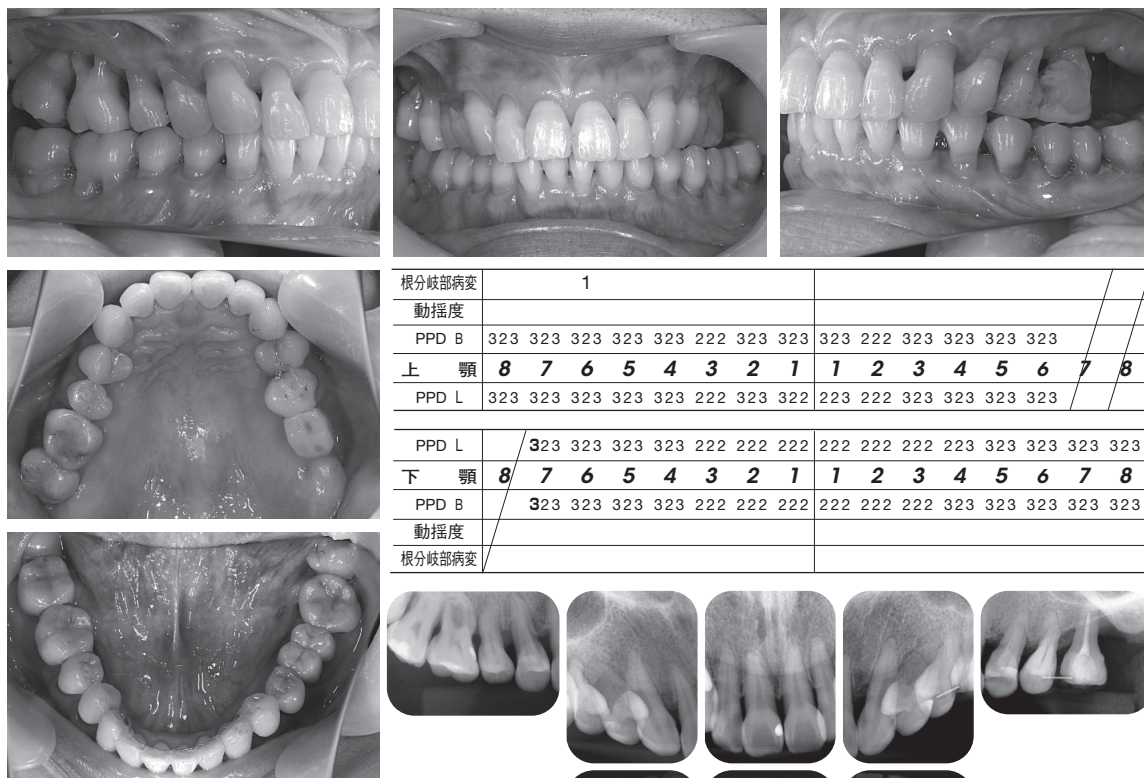 根分岐部病変 1
動揺度
PPD B 323 323 323 323 323 222 323 323 323 222 323 323 323 323
上 顎 8 7 6 5 4 3 2 1 1 2 3 4 5 6 7 8
PPD L 323 323 323 323 323 222 323 322 223 222 323 323 323 323
PPD L 323 323 323 323 222 222 222 222 222 222 323 323 323 323 323
下 顎 8 7 6 5 4 3 2 1 1 2 3 4 5 6 7 8
PPD B 323 323 323 323 222 222 222 222 222 222 323 323 323 323 323
動揺度
根分岐部病変